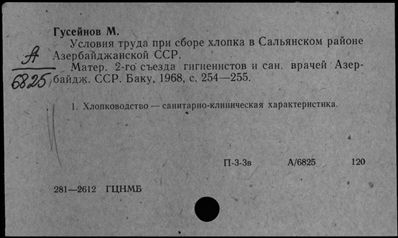 Гусейнов М.
Условия труда при сборе хлопка в Сальянском районе
Азербайджанской ССР.
А
6825
Матер. 2-го съезда гигиенистов и сан. врачей Азер-
байдж. ССР. Баку, 1968, с. 254—255.
1. Хлопководство — санитарно-клиническая характеристика.
П-3-3в А/6825 120
281—2612 ГЦНМБ